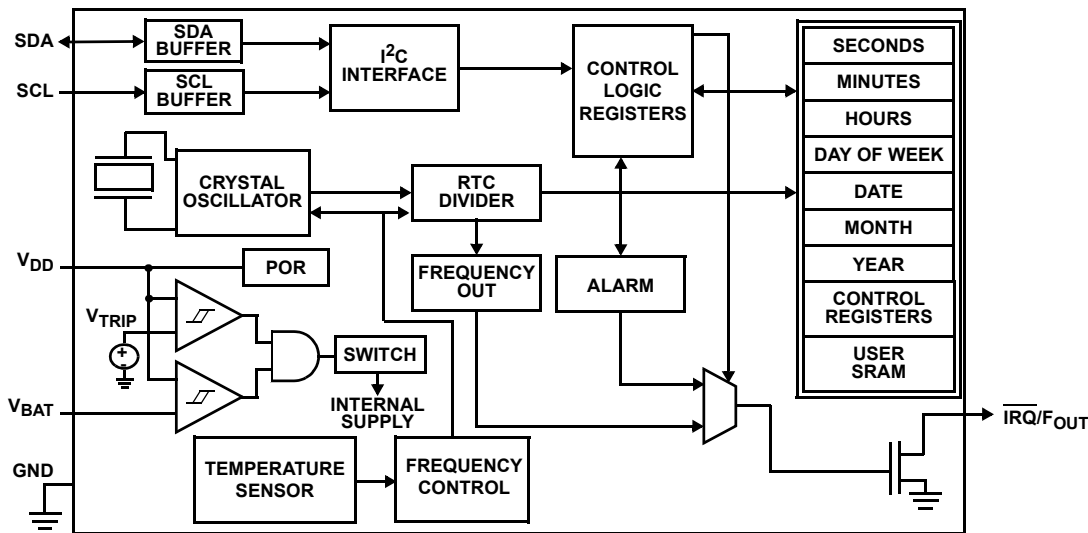 SDA
SDA
BUFFER
I²C
INTERFACE
SCL
SCL
BUFFER
CONTROL
LOGIC
REGISTERS
SECONDS
MINUTES
HOURS
DAY OF WEEK
DATE
MONTH
YEAR
CONTROL
REGISTERS
USER
SRAM
CRYSTAL
OSCILLATOR
RTC
DIVIDER
FREQUENCY
OUT
ALARM
VDD
POR
VTRIP
+
-
SWITCH
INTERNAL
SUPPLY
VBAT
GND
TEMPERATURE
SENSOR
FREQUENCY
CONTROL
I̅R̅Q̅/FOUT